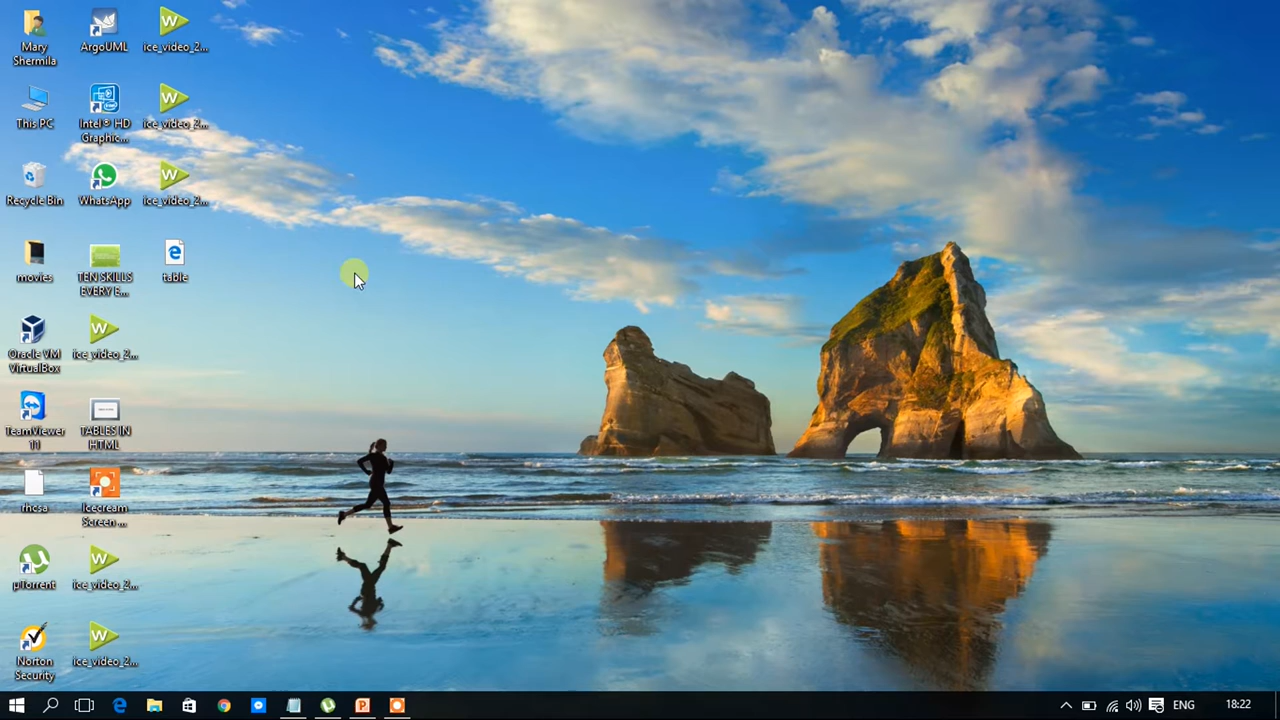 Mary
Shermila
This PC
Recycle Bin
movies
Oracle VM
VirtualBox
TeamViewer
11
rhcsa
µTorrent
Norton
Security
ArgoUML
Intel® HD
Graphic...
WhatsApp
TEN SKILLS
EVERY E...
ice_video_2...
TABLES IN
HTML
Icecream
Screen ...
ice_video_2...
ice_video_2...
ice_video_2...
ice_video_2...
ice_video_2...
table
ENG
18:22